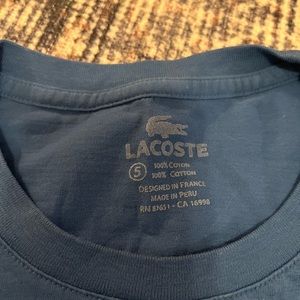 LACOSTE
5
100% COTON
100% COTTON
DESIGNED IN FRANCE
MADE IN PERU
RN 87651 - CA 16998